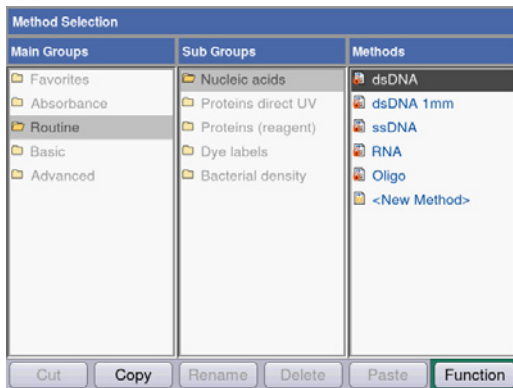 Method Selection
Main Groups
Sub Groups
Methods
Favorites
Absorbance
Routine
Basic
Advanced
Nucleic acids
Proteins direct UV
Proteins (reagent)
Dye labels
Bacterial density
dsDNA
dsDNA 1mm
ssDNA
RNA
Oligo
<New Method>
Cut
Copy
Rename
Delete
Paste
Function